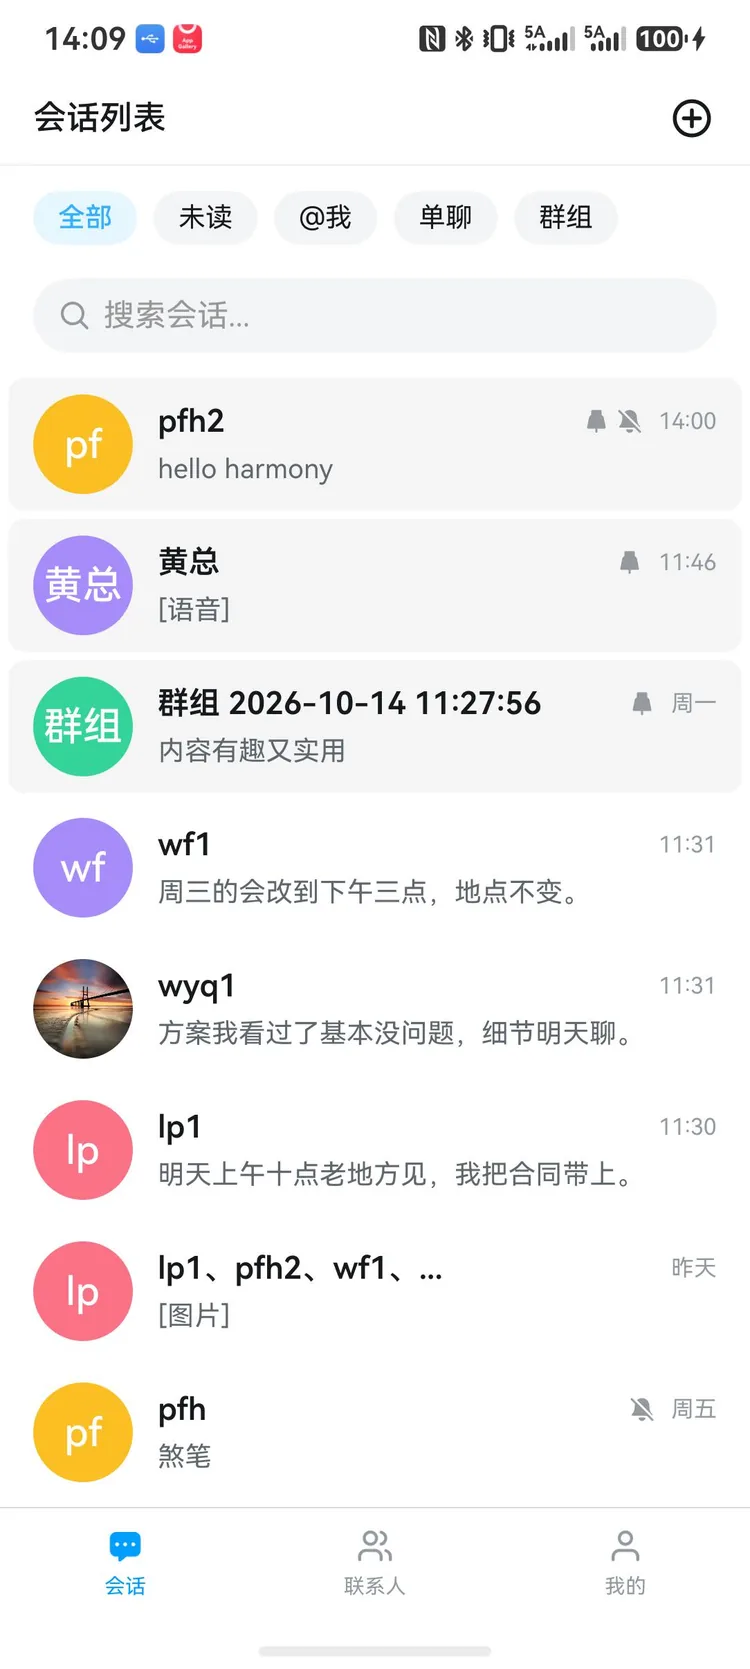 14:09
App Gallery
5A
5A
100
会话列表
全部
未读
@我
单聊
群组
搜索会话...
pf
pfh2
14:00
hello harmony
黄总
黄总
11:46
[语音]
群组
群组 2026-10-14 11:27:56
周一
内容有趣又实用
wf
wf1
11:31
周三的会改到下午三点，地点不变。
wyq1
11:31
方案我看过了基本没问题，细节明天聊。
lp
lp1
11:30
明天上午十点老地方见，我把合同带上。
lp
lp1、pfh2、wf1、...
昨天
[图片]
pf
pfh
周五
煞笔
会话
联系人
我的